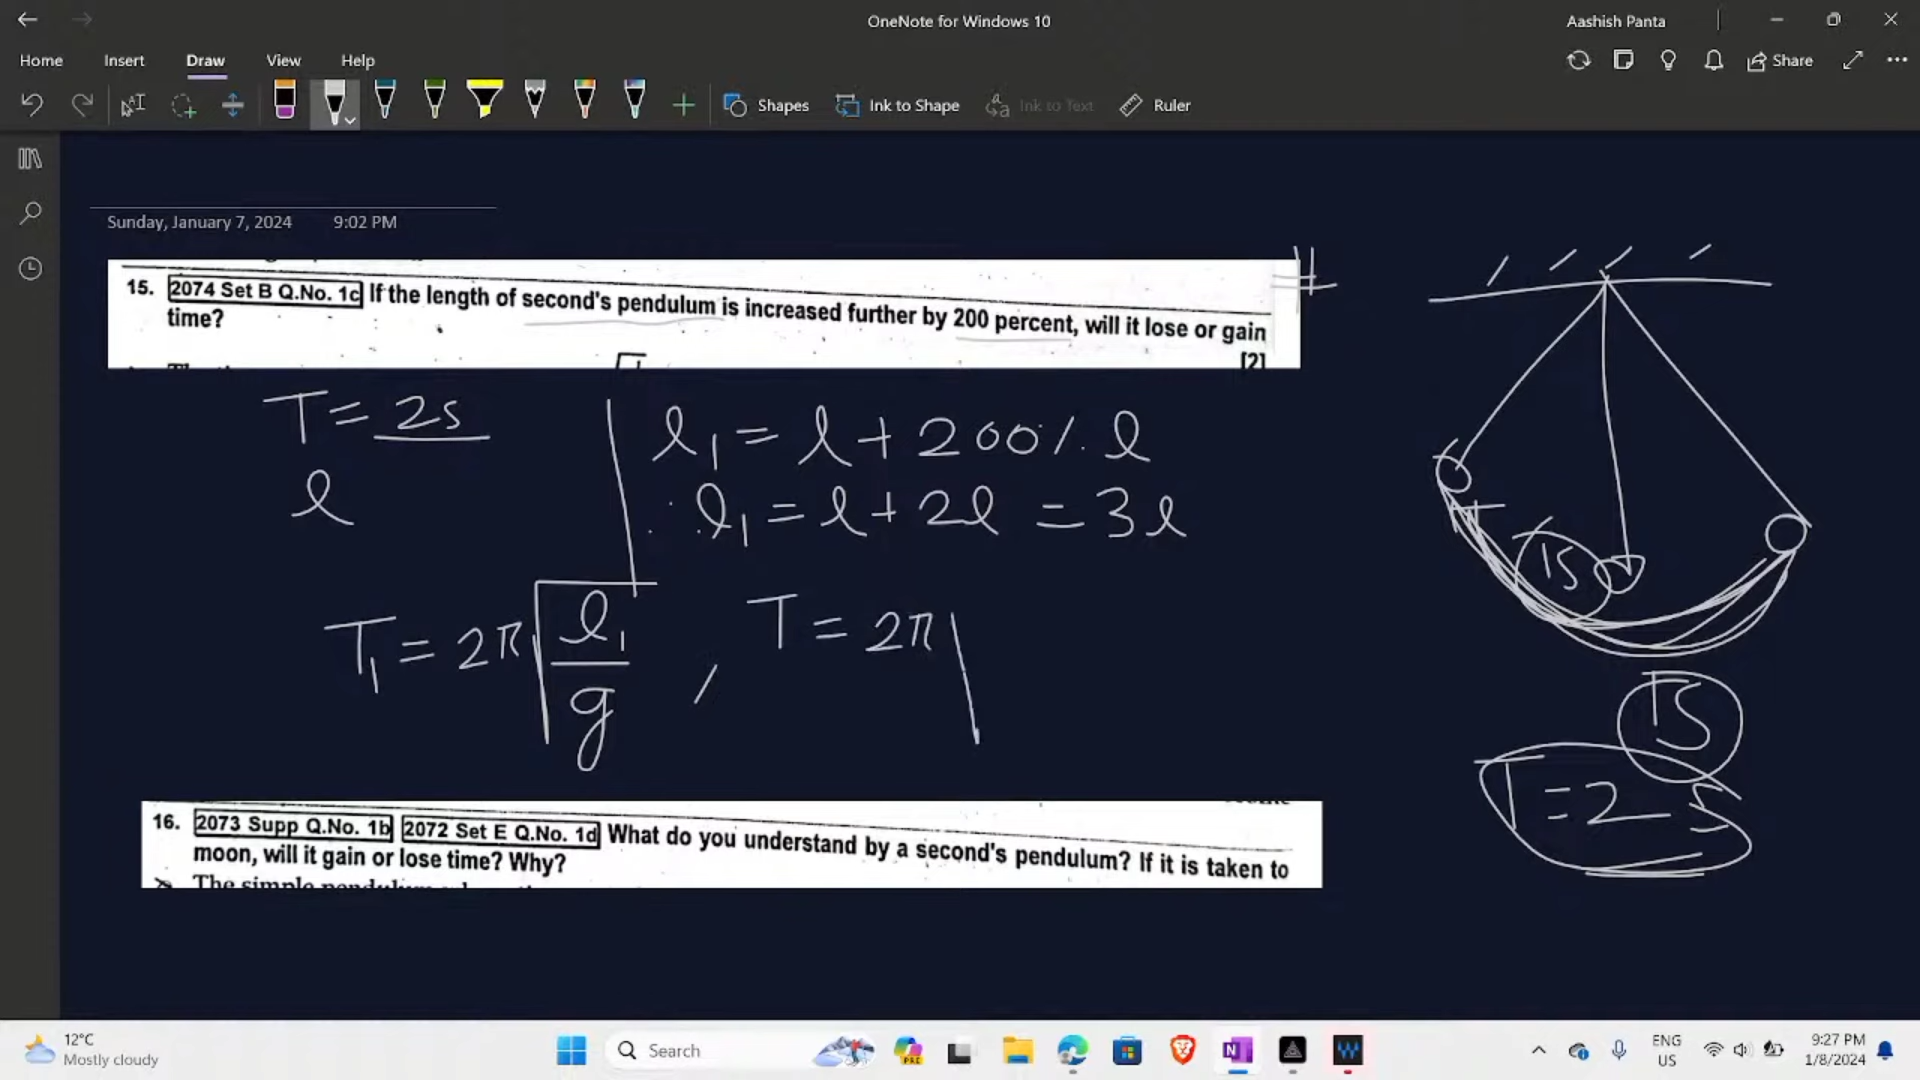 OneNote for Windows 10
Aashish Panta
Home Insert Draw View Help
Share
Shapes Ink to Shape Ink to Text Ruler
Sunday, January 7, 2024 9:02 PM
15. 2074 Set B Q.No. 1c If the length of second's pendulum is increased further by 200 percent, will it lose or gain
time?
[2]
T = 2s
l
l₁ = l + 200% l
∴ l₁ = l + 2l = 3l
T₁ = 2π√(l₁/g) , T = 2π
1S
1S
T = 2 S
16. 2073 Supp Q.No. 1b 2072 Set E Q.No. 1d What do you understand by a second's pendulum? If it is taken to
moon, will it gain or lose time? Why?
The simple pendulum
12°C
Mostly cloudy
Search
PRE
ENG
US
9:27 PM
1/8/2024